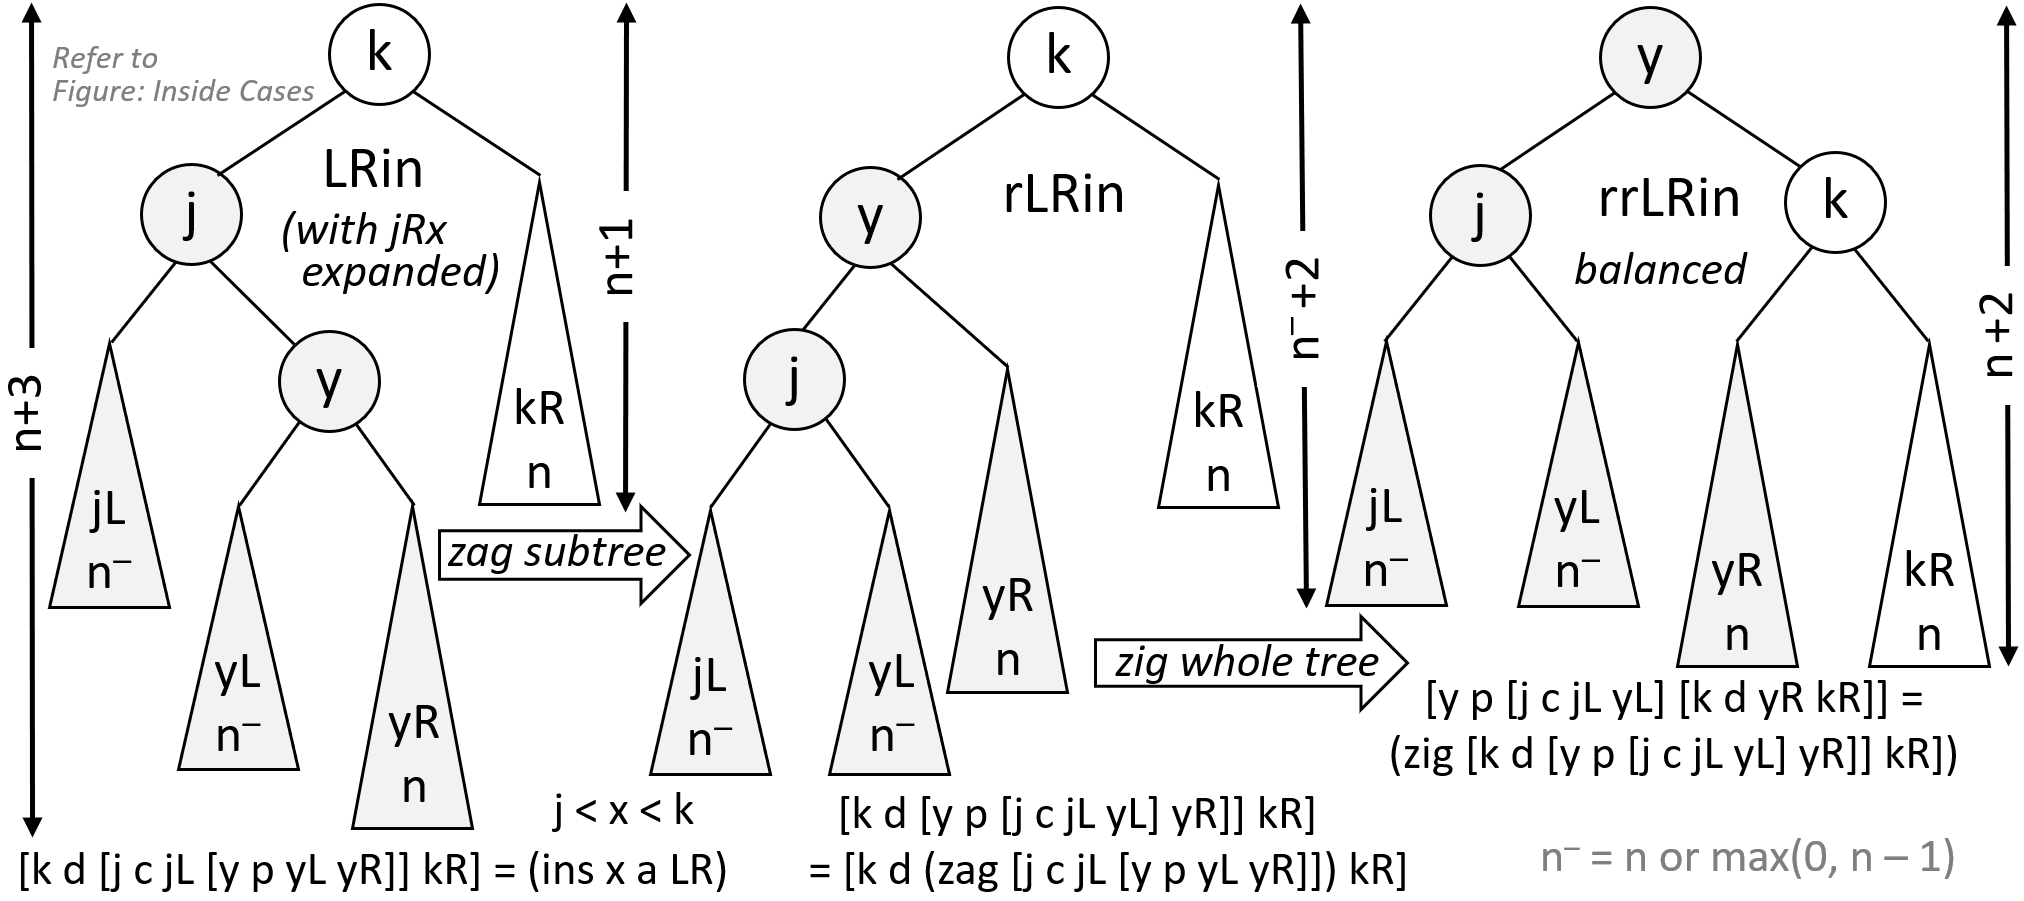 Refer to
Figure: Inside Cases
k
LRin
(with jRx
expanded)
j
y
n+3
n+1
kR
n
jL
n⁻
yL
n⁻
yR
n
zag subtree
j < x < k
[k d [j c jL [y p yL yR]] kR] = (ins x a LR)
k
rLRin
y
j
n⁻+2
kR
n
yR
n
jL
n⁻
yL
n⁻
zig whole tree
[k d [y p [j c jL yL] yR]] kR]
= [k d (zag [j c jL [y p yL yR]]) kR]
y
rrLRin
balanced
j
k
n+2
jL
n⁻
yL
n⁻
yR
n
kR
n
[y p [j c jL yL] [k d yR kR]] =
(zig [k d [y p [j c jL yL] yR]] kR])
n⁻ = n or max(0, n – 1)